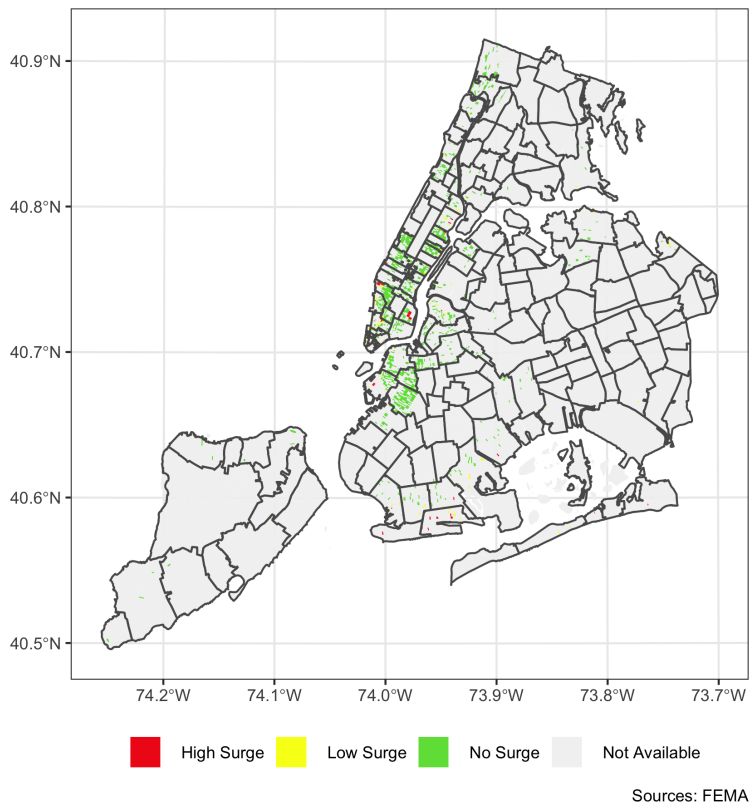 40.9°N
40.8°N
40.7°N
40.6°N
40.5°N
74.2°W 74.1°W 74.0°W 73.9°W 73.8°W 73.7°W
High Surge Low Surge No Surge Not Available
Sources: FEMA